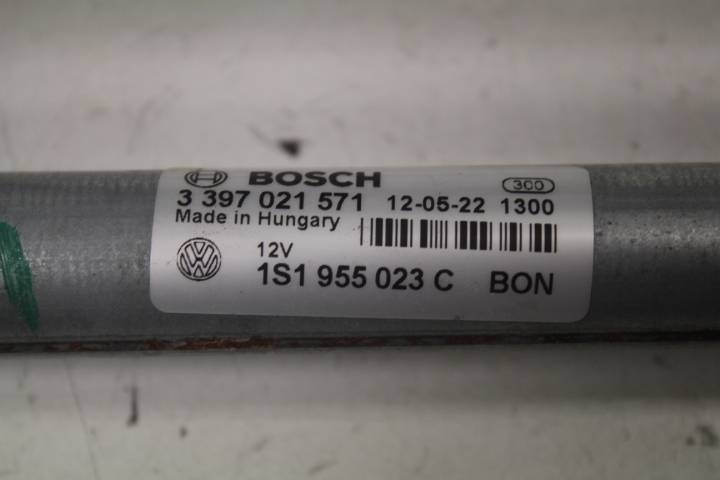 BOSCH 300
3 397 021 571 12-05-22 1300
Made in Hungary
12V
1S1 955 023 C BON